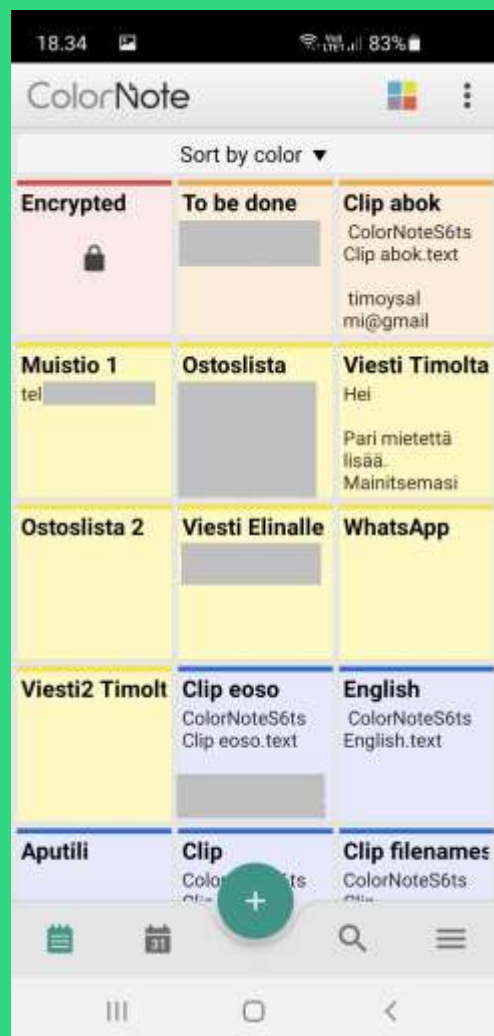 18.34 83%
ColorNote
Sort by color ▼
Encrypted
To be done
Clip abok
ColorNoteS6ts
Clip abok.text
timoysal
mi@gmail
Muistio 1
tel
Ostoslista
Viesti Timolta
Hei
Pari mietettä
lisää.
Mainitsemasi
Ostoslista 2
Viesti Elinalle
WhatsApp
Viesti2 Timolt
Clip eoso
ColorNoteS6ts
Clip eoso.text
English
ColorNoteS6ts
English.text
Aputili
Clip
Clip filenames
ColorNoteS6ts
+
31